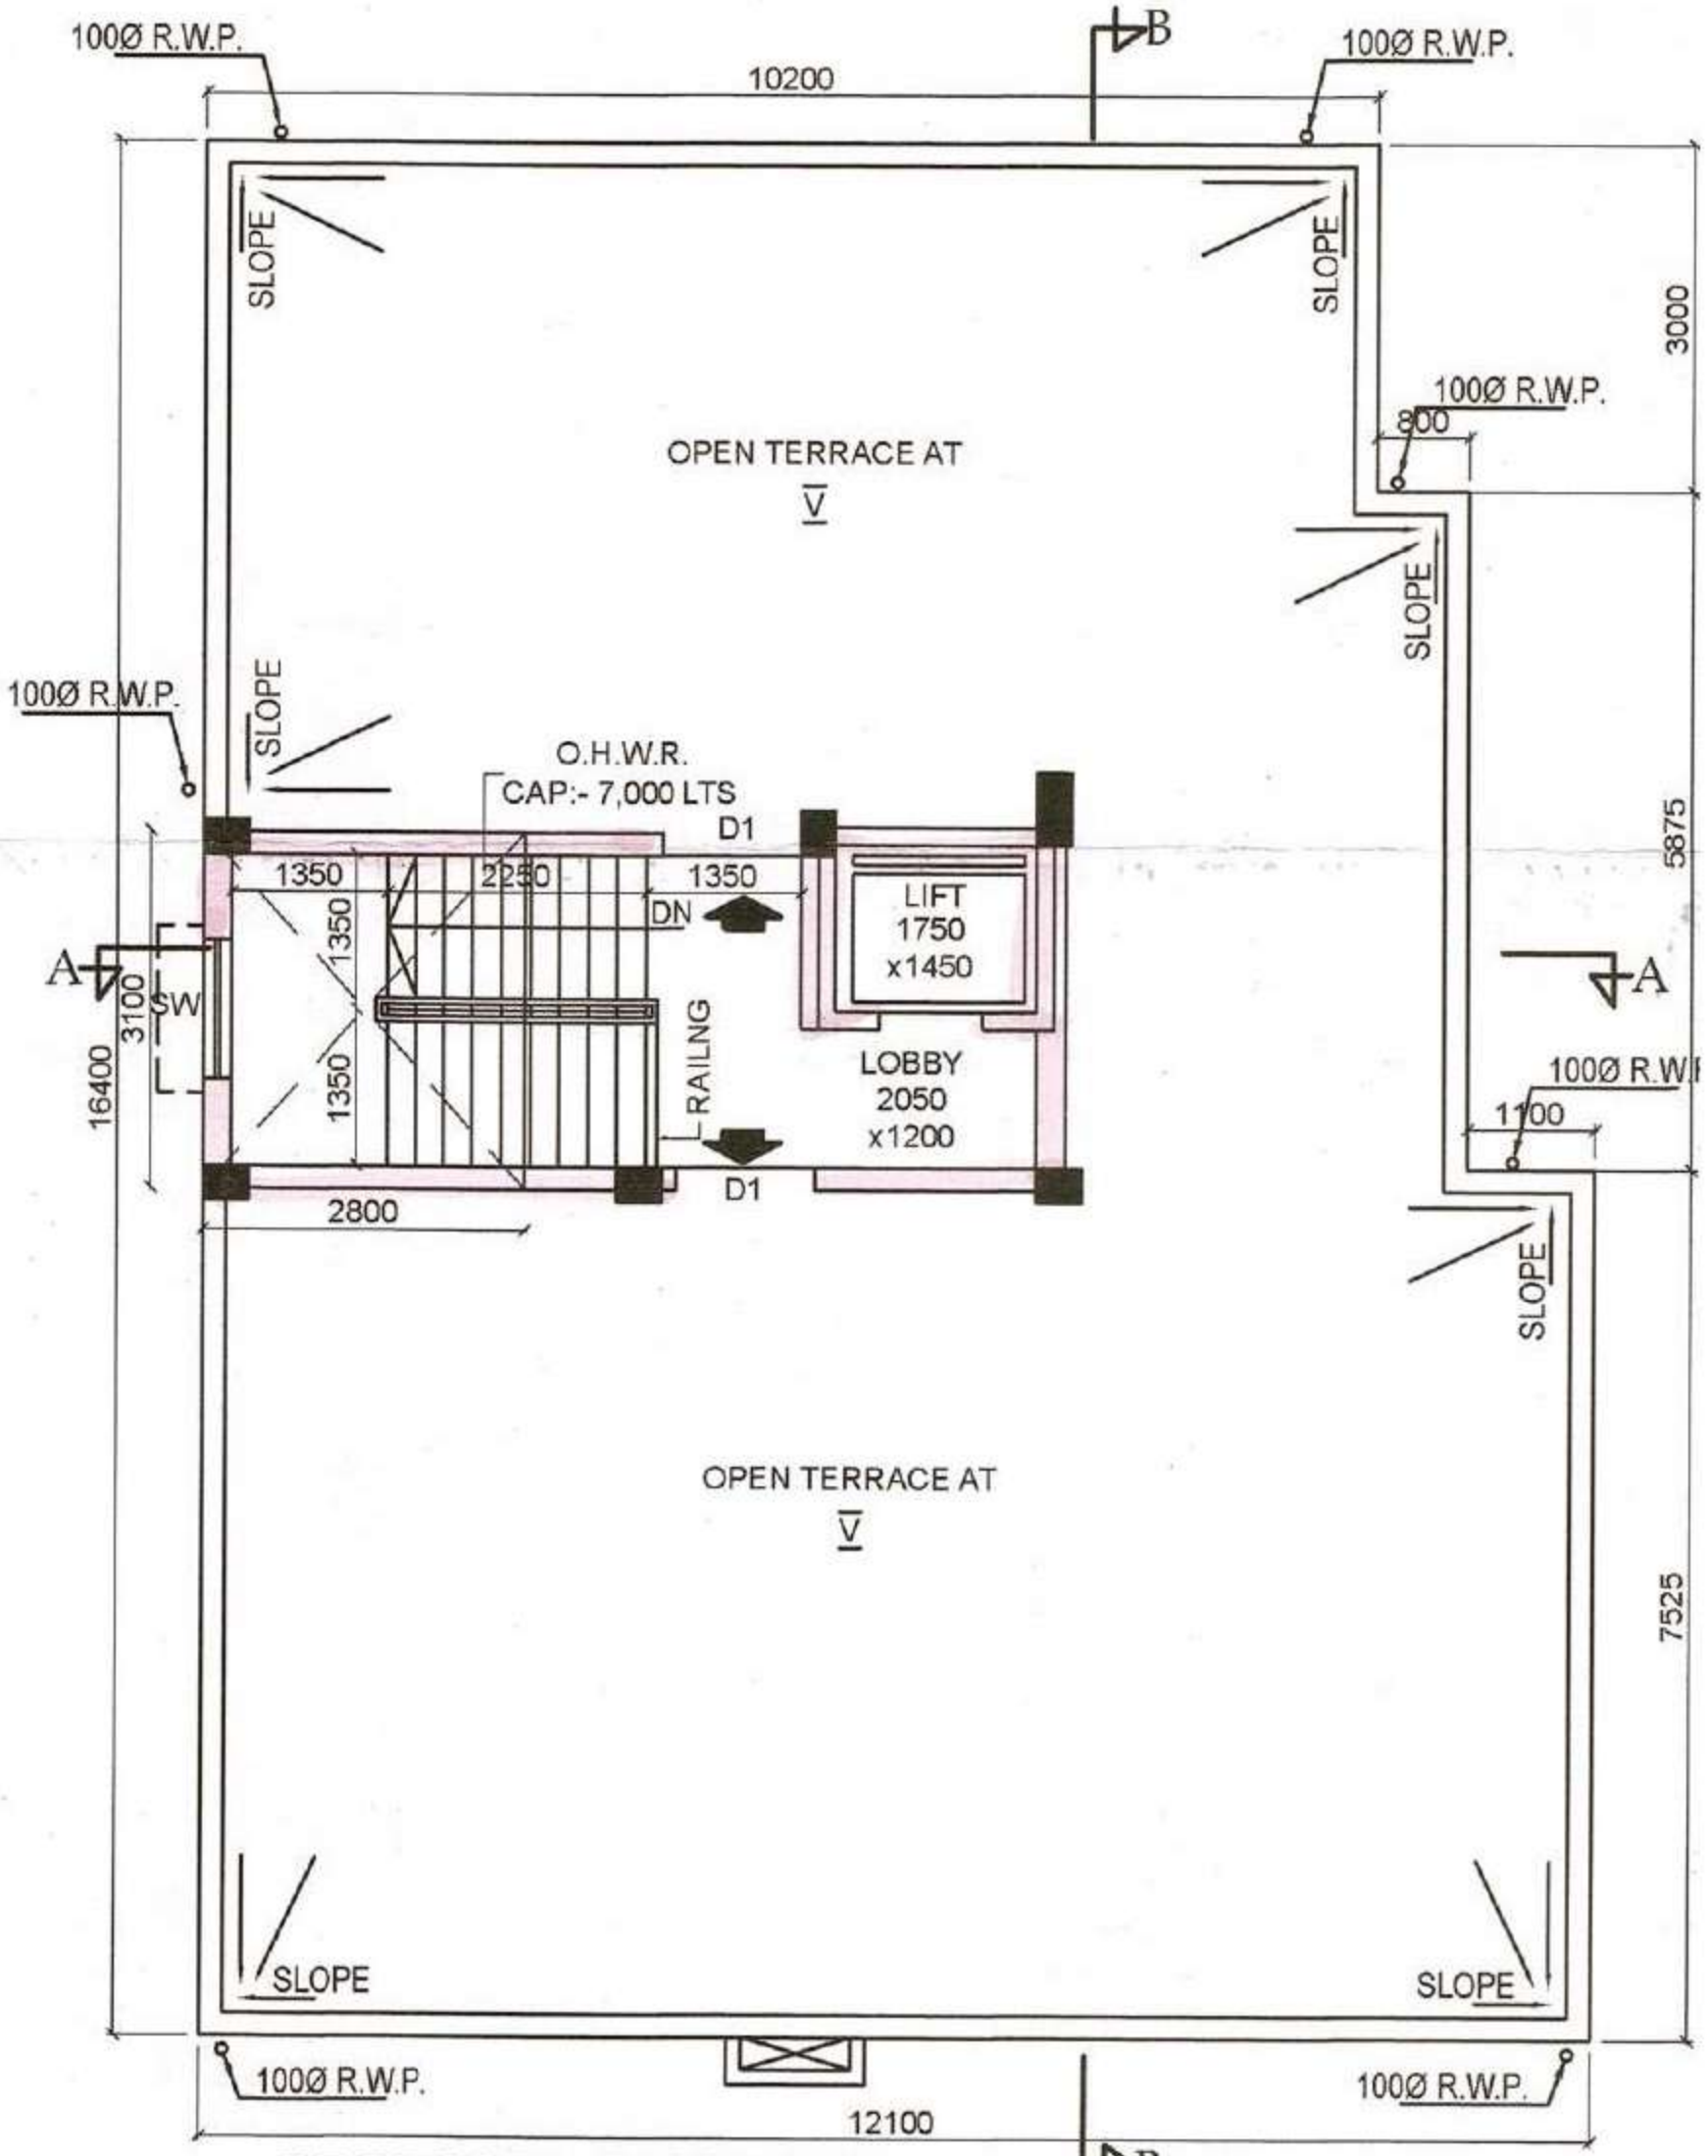 100Ø R.W.P.
B
100Ø R.W.P.
10200
SLOPE
SLOPE
3000
100Ø R.W.P.
800
OPEN TERRACE AT
V
SLOPE
SLOPE
100Ø R.W.P.
O.H.W.R.
CAP:- 7,000 LTS
D1
5875
1350
2250
1350
LIFT
1750
x1450
DN
1350
A
3100
SW
A
RAILNG
LOBBY
2050
x1200
1350
16400
100Ø R.W.
1100
D1
2800
SLOPE
OPEN TERRACE AT
V
7525
SLOPE
SLOPE
100Ø R.W.P.
100Ø R.W.P.
12100